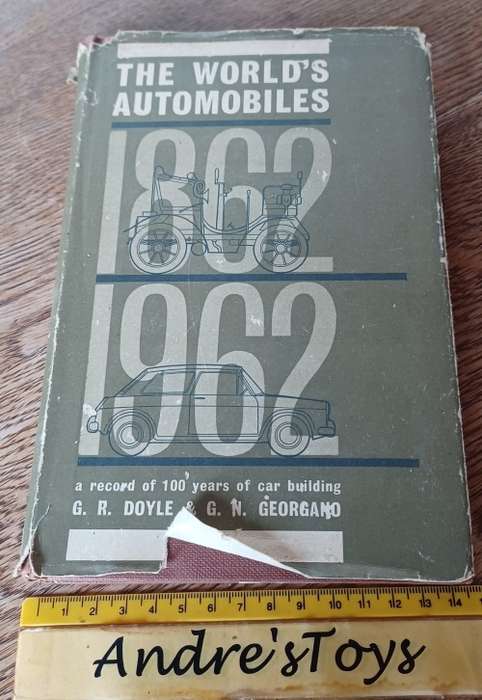 THE WORLD'S
AUTOMOBILES
1862
1962
a record of 100 years of car building
G. R. DOYLE & G. N. GEORGANO
1 2 3 4 5 6 7 8 9 10 11 12 13 14
Andre'sToys